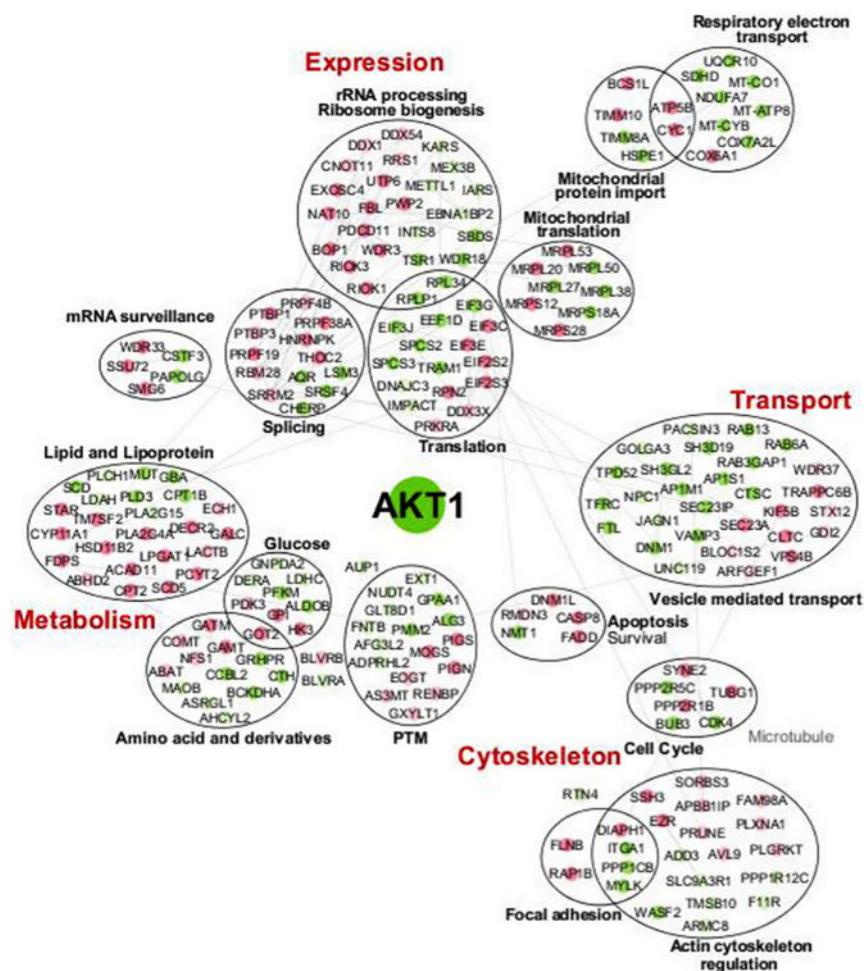 Respiratory electron
transport
UQCR10
SDHD
MT-CO1
NDUFA7
MT-ATP8
MT-CYB
COX7A2L
COX6A1
BCS1L
ATP5B
TIMM10
CYC1
TIMM8A
HSPE1
Mitochondrial
protein import
Expression
rRNA processing
Ribosome biogenesis
DDX54
DDX1
KARS
RRS1
CNOT11
MEX3B
UTP6
METTL1
EXOSC4
IARS
PWP2
FBL
NAT10
EBNA1BP2
PDCD11
INTS8
SBDS
BOP1
WDR3
WDR18
TSR1
RIOK3
RIOK1
RPL34
RPLP1
Mitochondrial
translation
MRPL53
MRPL20
MRPL50
MRPL27
MRPL38
MRPS12
MRPS18A
MRPS28
mRNA surveillance
WDR33
CSTF3
SSU72
PAPOLG
SMG6
PRPF4B
PTBP1
PRPF38A
PTBP3
HNRNPK
PRPF19
THOC2
RBM28
AQR
LSM3
SRRM2
SRSF4
CHERP
Splicing
EIF3G
EIF3J
EEF1D
EIF3C
SPCS2
EIF3E
SPCS3
TRAM1
EIF2S2
DNAJC3
RPN2
EIF2S3
IMPACT
DDX3X
PRKRA
Translation
Transport
PACSIN3
RAB13
GOLGA3
SH3D19
RAB6A
RAB3GAP1
TPD52
SH3GL2
WDR37
AP1S1
TFRC
NPC1
AP1M1
CTSC
TRAPPC6B
SEC23IP
KIF5B
STX12
FTL
JAGN1
SEC23A
GDI2
VAMP3
CLTC
DNM1
BLOC1S2
VPS4B
UNC119
ARFGEF1
Vesicle mediated transport
Lipid and Lipoprotein
PLCH1
MUT
GBA
SCD
LDAH
PLD3
CPT1B
STAR
PLA2G15
ECH1
TM7SF2
DECR2
CYP11A1
PLA2G4A
GALC
HSD11B2
LACTB
FDPS
LPGAT1
ACAD11
PCYT2
ABHD2
SCD5
CPT2
AKT1
Metabolism
Glucose
GNPDA2
DERA
LDHC
PFKM
PDK3
ALDOB
GPI
GOT2
HK3
GATM
COMT
GAMT
NFS1
GRHPR
ABAT
CCBL2
CTH
MAOB
BCKDHA
ASRGL1
AHCYL2
Amino acid and derivatives
BLVRB
BLVRA
AUP1
EXT1
NUDT4
GPAA1
GLT8D1
FNTB
ALG3
PMM2
AFG3L2
PIGS
MOGS
ADPRHL2
PIGN
EOGT
AS3MT
RENBP
GXYLT1
PTM
DNM1L
RMDN3
CASP8
NMT1
FADD
Apoptosis
Survival
SYNE2
PPP2R5C
TUBG1
PPP2R1B
BUB3
CDK4
Cell Cycle
Microtubule
Cytoskeleton
RTN4
SORBS3
SSH3
APBB1IP
FAM98A
EZR
DIAPH1
PRUNE
PLXNA1
FLNB
ITGA1
ADD3
AVL9
PLGRKT
RAP1B
PPP1CB
SLC9A3R1
PPP1R12C
MYLK
TMSB10
F11R
WASF2
ARMC8
Focal adhesion
Actin cytoskeleton
regulation